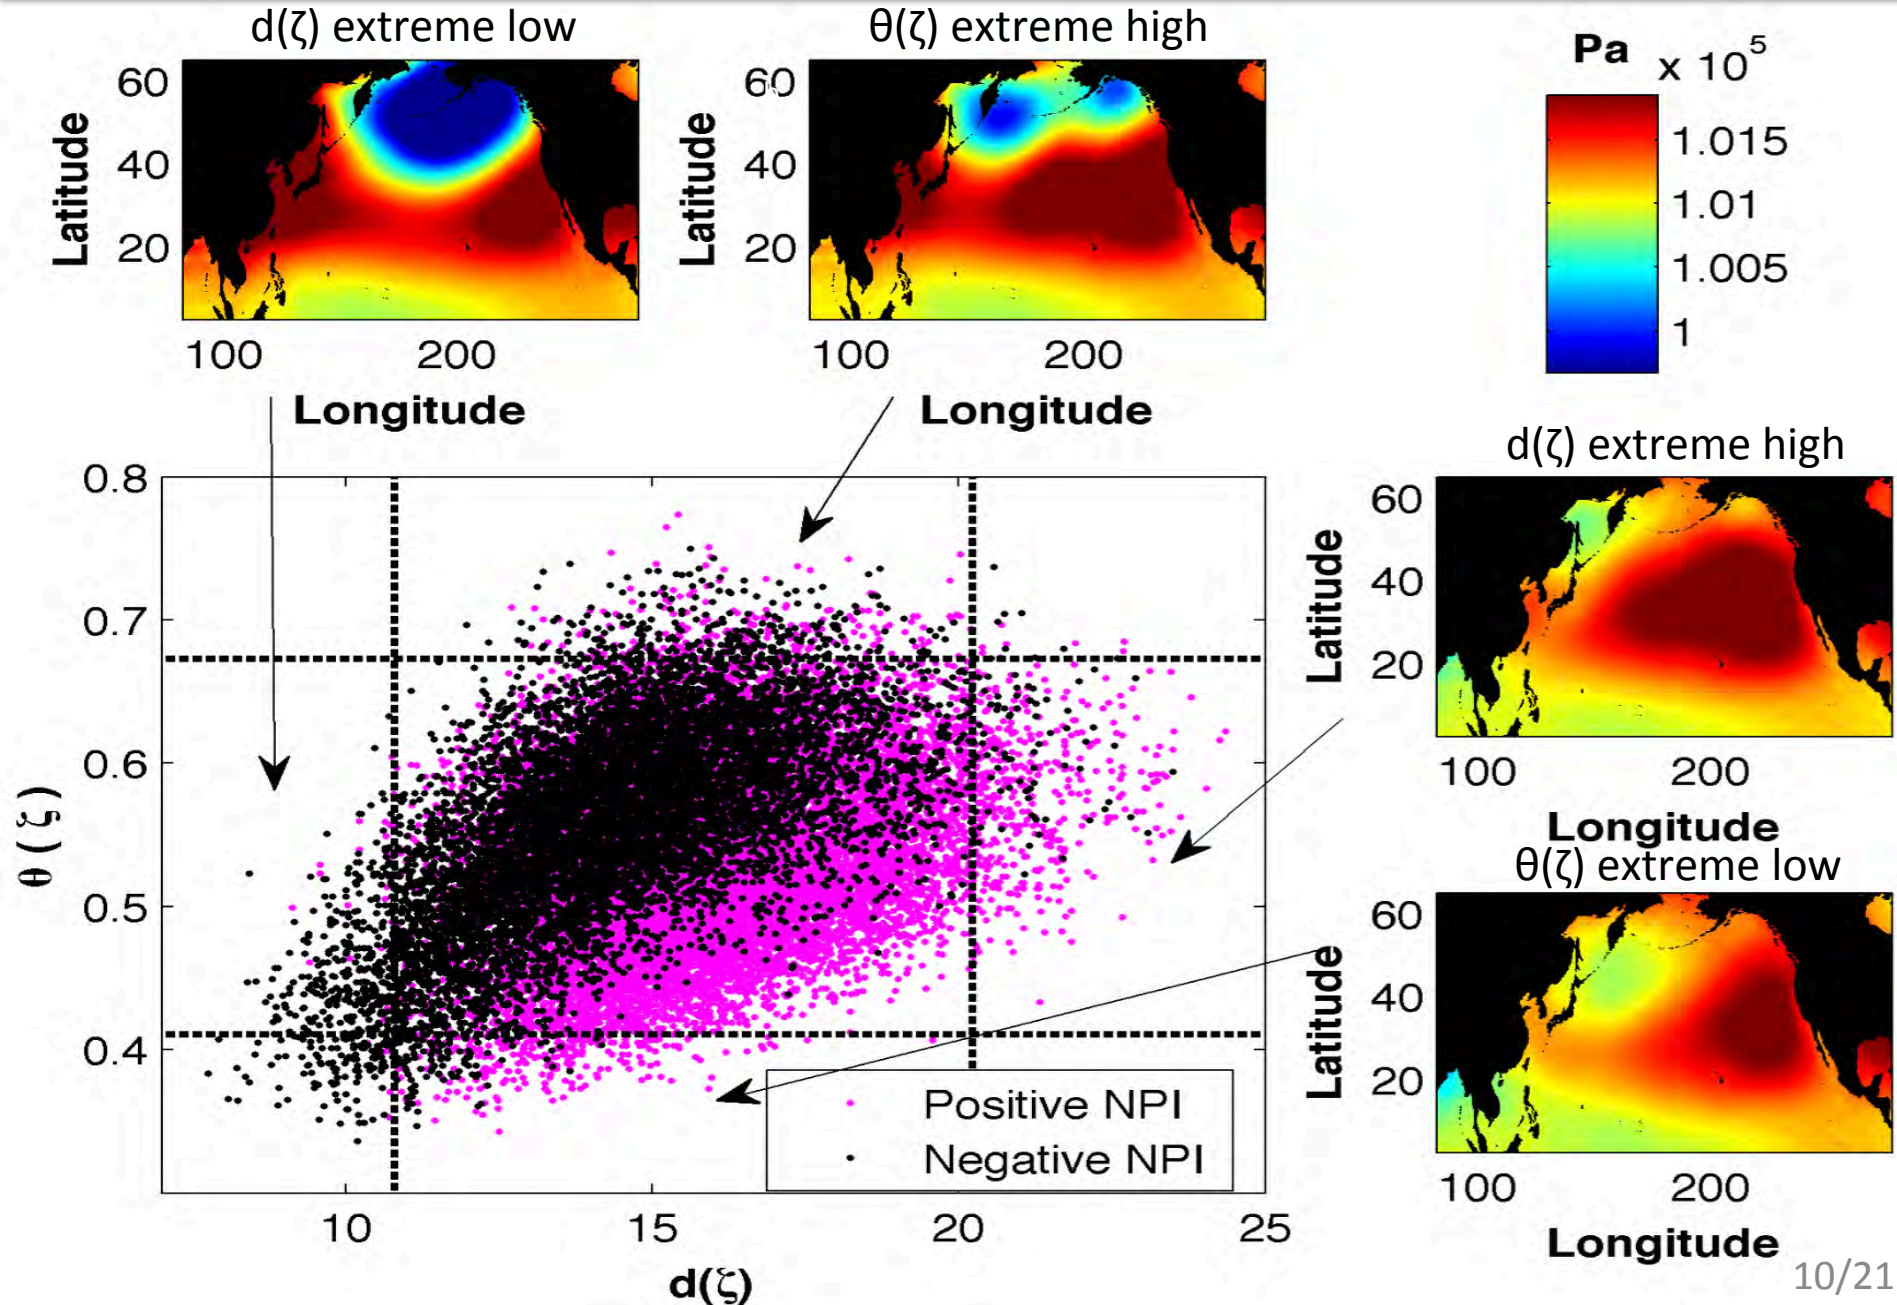 d(ζ) extreme low
60
40
20
Latitude
100 200
Longitude
θ(ζ) extreme high
60
40
20
Latitude
100 200
Longitude
Pa x 10^5
1.015
1.01
1.005
1
0.8
0.7
0.6
0.5
0.4
θ(ζ)
10 15 20 25
d(ζ)
Positive NPI
Negative NPI
d(ζ) extreme high
60
40
20
Latitude
100 200
Longitude
θ(ζ) extreme low
60
40
20
Latitude
100 200
Longitude
10/21